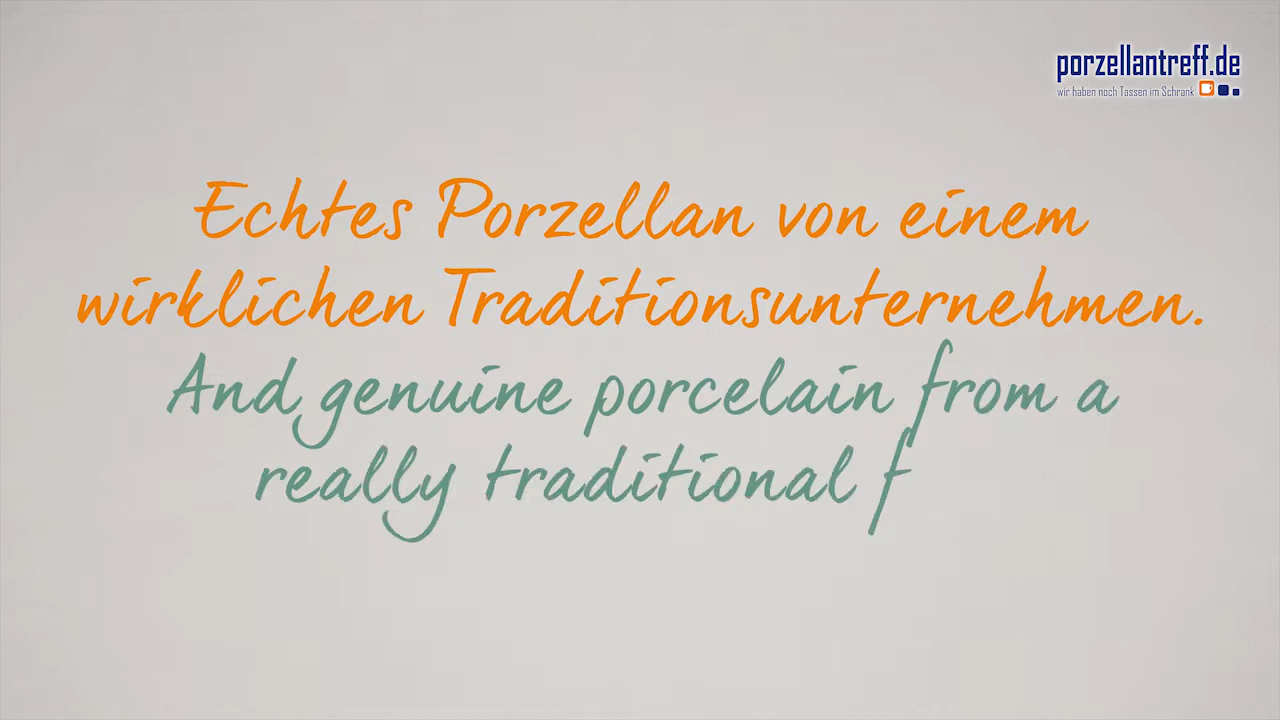 porzellantreff.de
wir haben noch Tassen im Schrank
Echtes Porzellan von einem
wirklichen Traditionsunternehmen.
And genuine porcelain from a
really traditional f